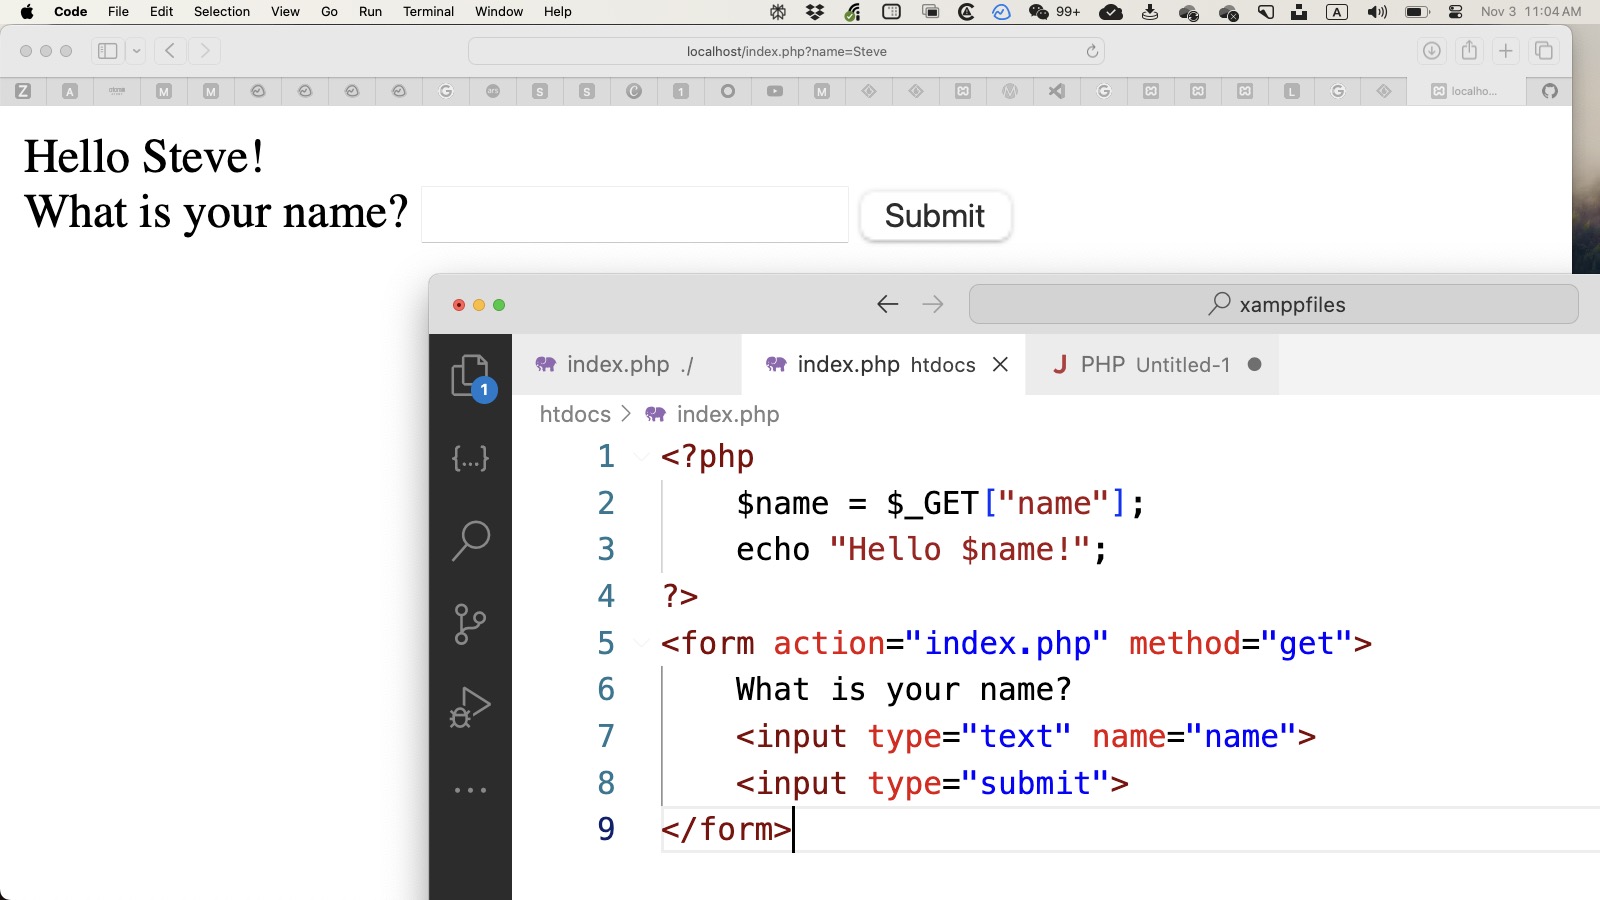 Code File Edit Selection View Go Run Terminal Window Help 99+ A Nov 3 11:04 AM
localhost/index.php?name=Steve
Z A M M G ars S S C 1 M G L G localho...
Hello Steve!
What is your name? Submit
xamppfiles
index.php ./ index.php htdocs J PHP Untitled-1
1
htdocs > index.php
1 <?php
2 $name = $_GET["name"];
3 echo "Hello $name!";
4 ?>
5 <form action="index.php" method="get">
6 What is your name?
7 <input type="text" name="name">
8 <input type="submit">
9 </form>